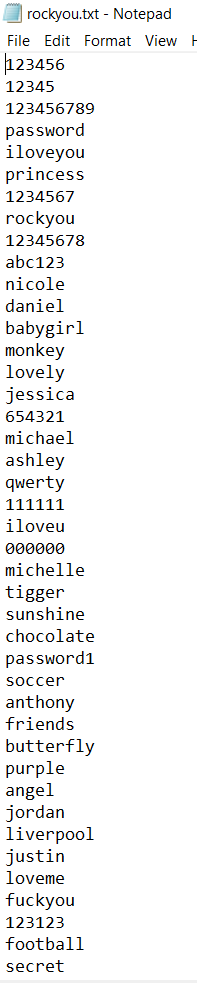 rockyou.txt - Notepad
File Edit Format View H
123456
12345
123456789
password
iloveyou
princess
1234567
rockyou
12345678
abc123
nicole
daniel
babygirl
monkey
lovely
jessica
654321
michael
ashley
qwerty
111111
iloveu
000000
michelle
tigger
sunshine
chocolate
password1
soccer
anthony
friends
butterfly
purple
angel
jordan
liverpool
justin
loveme
fuckyou
123123
football
secret